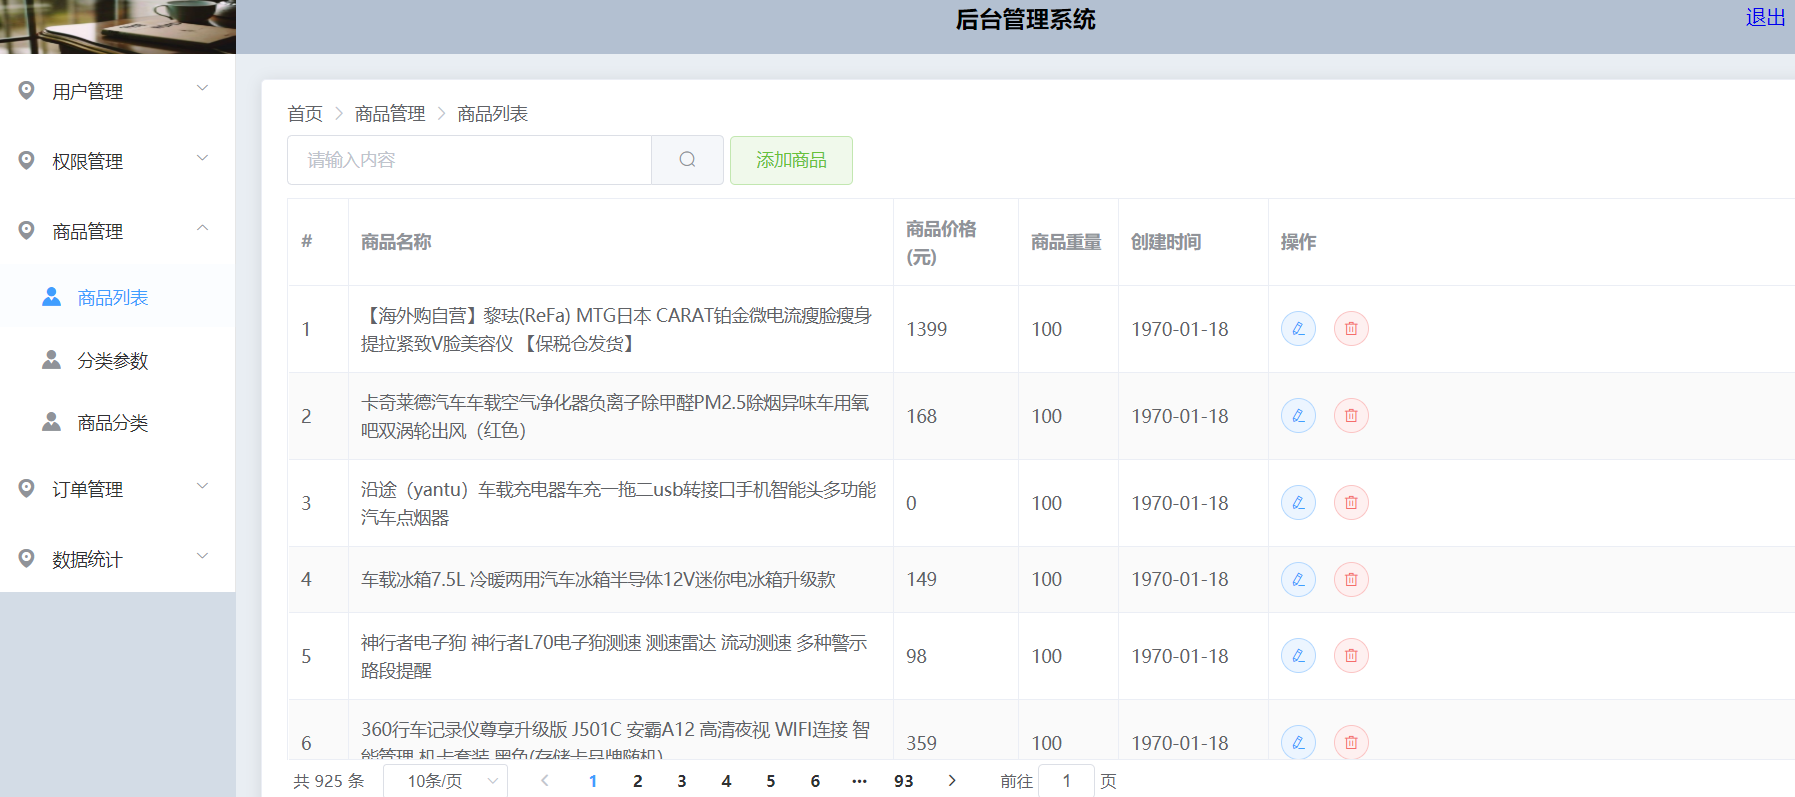 后台管理系统
退出
用户管理
权限管理
商品管理
商品列表
分类参数
商品分类
订单管理
数据统计
首页 > 商品管理 > 商品列表
请输入内容
添加商品
# 商品名称 商品价格(元) 商品重量 创建时间 操作
1 【海外购自营】黎珐(ReFa) MTG日本 CARAT铂金微电流瘦脸瘦身 1399 100 1970-01-18
提拉紧致V脸美容仪 【保税仓发货】
2 卡奇莱德汽车车载空气净化器负离子除甲醛PM2.5除烟异味车用氧 168 100 1970-01-18
吧双涡轮出风（红色）
3 沿途（yantu）车载充电器车充一拖二usb转接口手机智能头多功能 0 100 1970-01-18
汽车点烟器
4 车载冰箱7.5L 冷暖两用汽车冰箱半导体12V迷你电冰箱升级款 149 100 1970-01-18
5 神行者电子狗 神行者L70电子狗测速 测速雷达 流动测速 多种警示 98 100 1970-01-18
路段提醒
6 360行车记录仪尊享升级版 J501C 安霸A12 高清夜视 WIFI连接 智 359 100 1970-01-18
能管理 机卡套装 黑色(存储卡品牌随机)
共 925 条 10条/页 < 1 2 3 4 5 6 ••• 93 > 前往 1 页